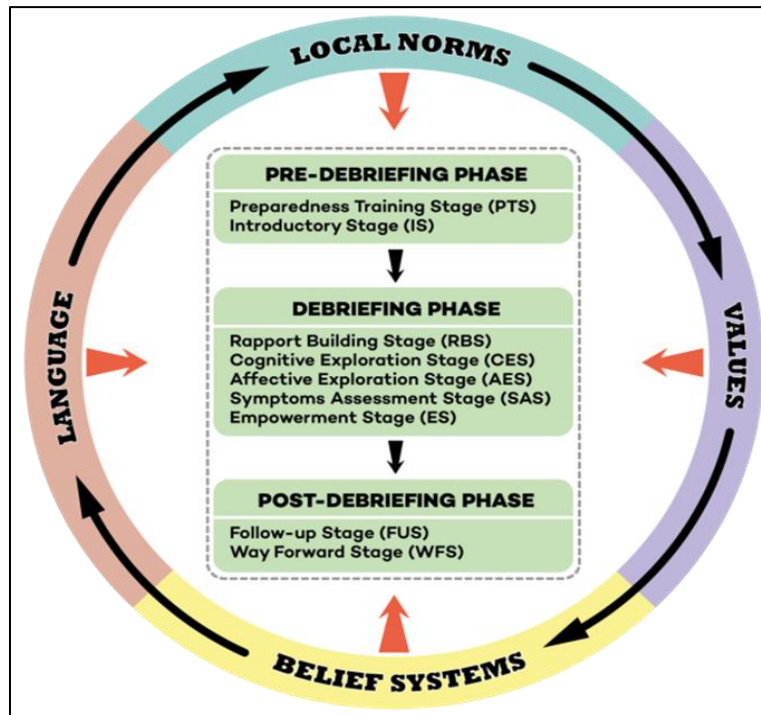 LOCAL NORMS
PRE-DEBRIEFING PHASE
Preparedness Training Stage (PTS)
Introductory Stage (IS)
DEBRIEFING PHASE
Rapport Building Stage (RBS)
Cognitive Exploration Stage (CES)
Affective Exploration Stage (AES)
Symptoms Assessment Stage (SAS)
Empowerment Stage (ES)
POST-DEBRIEFING PHASE
Follow-up Stage (FUS)
Way Forward Stage (WFS)
LANGUAGE
VALUES
BELIEF SYSTEMS